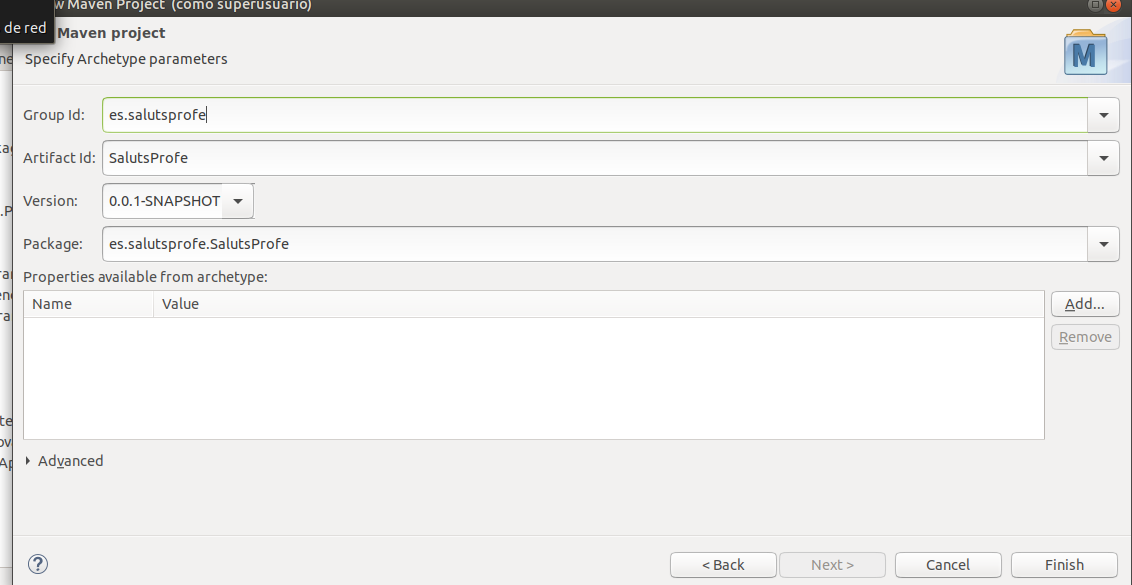 w Maven Project (como superusuario)
de red
Maven project
Specify Archetype parameters
Group Id: es.salutsprofe
Artifact Id: SalutsProfe
Version: 0.0.1-SNAPSHOT
Package: es.salutsprofe.SalutsProfe
Properties available from archetype:
Name Value
Add...
Remove
Advanced
? < Back Next > Cancel Finish